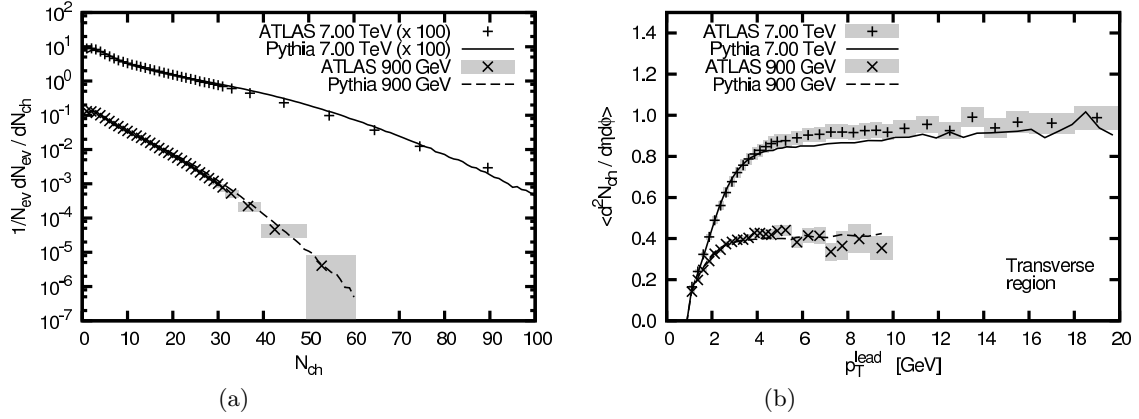 ATLAS 7.00 TeV (x 100)
Pythia 7.00 TeV (x 100)
ATLAS 900 GeV
Pythia 900 GeV
10^2
10^1
10^0
10^-1
10^-2
10^-3
10^-4
10^-5
10^-6
10^-7
1/N_ev dN_ev / dN_ch
0 10 20 30 40 50 60 70 80 90 100
N_ch
(a)
ATLAS 7.00 TeV
Pythia 7.00 TeV
ATLAS 900 GeV
Pythia 900 GeV
1.4
1.2
1.0
0.8
0.6
0.4
0.2
0.0
<d^2N_ch / dηdϕ>
Transverse
region
0 2 4 6 8 10 12 14 16 18 20
p_T^lead [GeV]
(b)